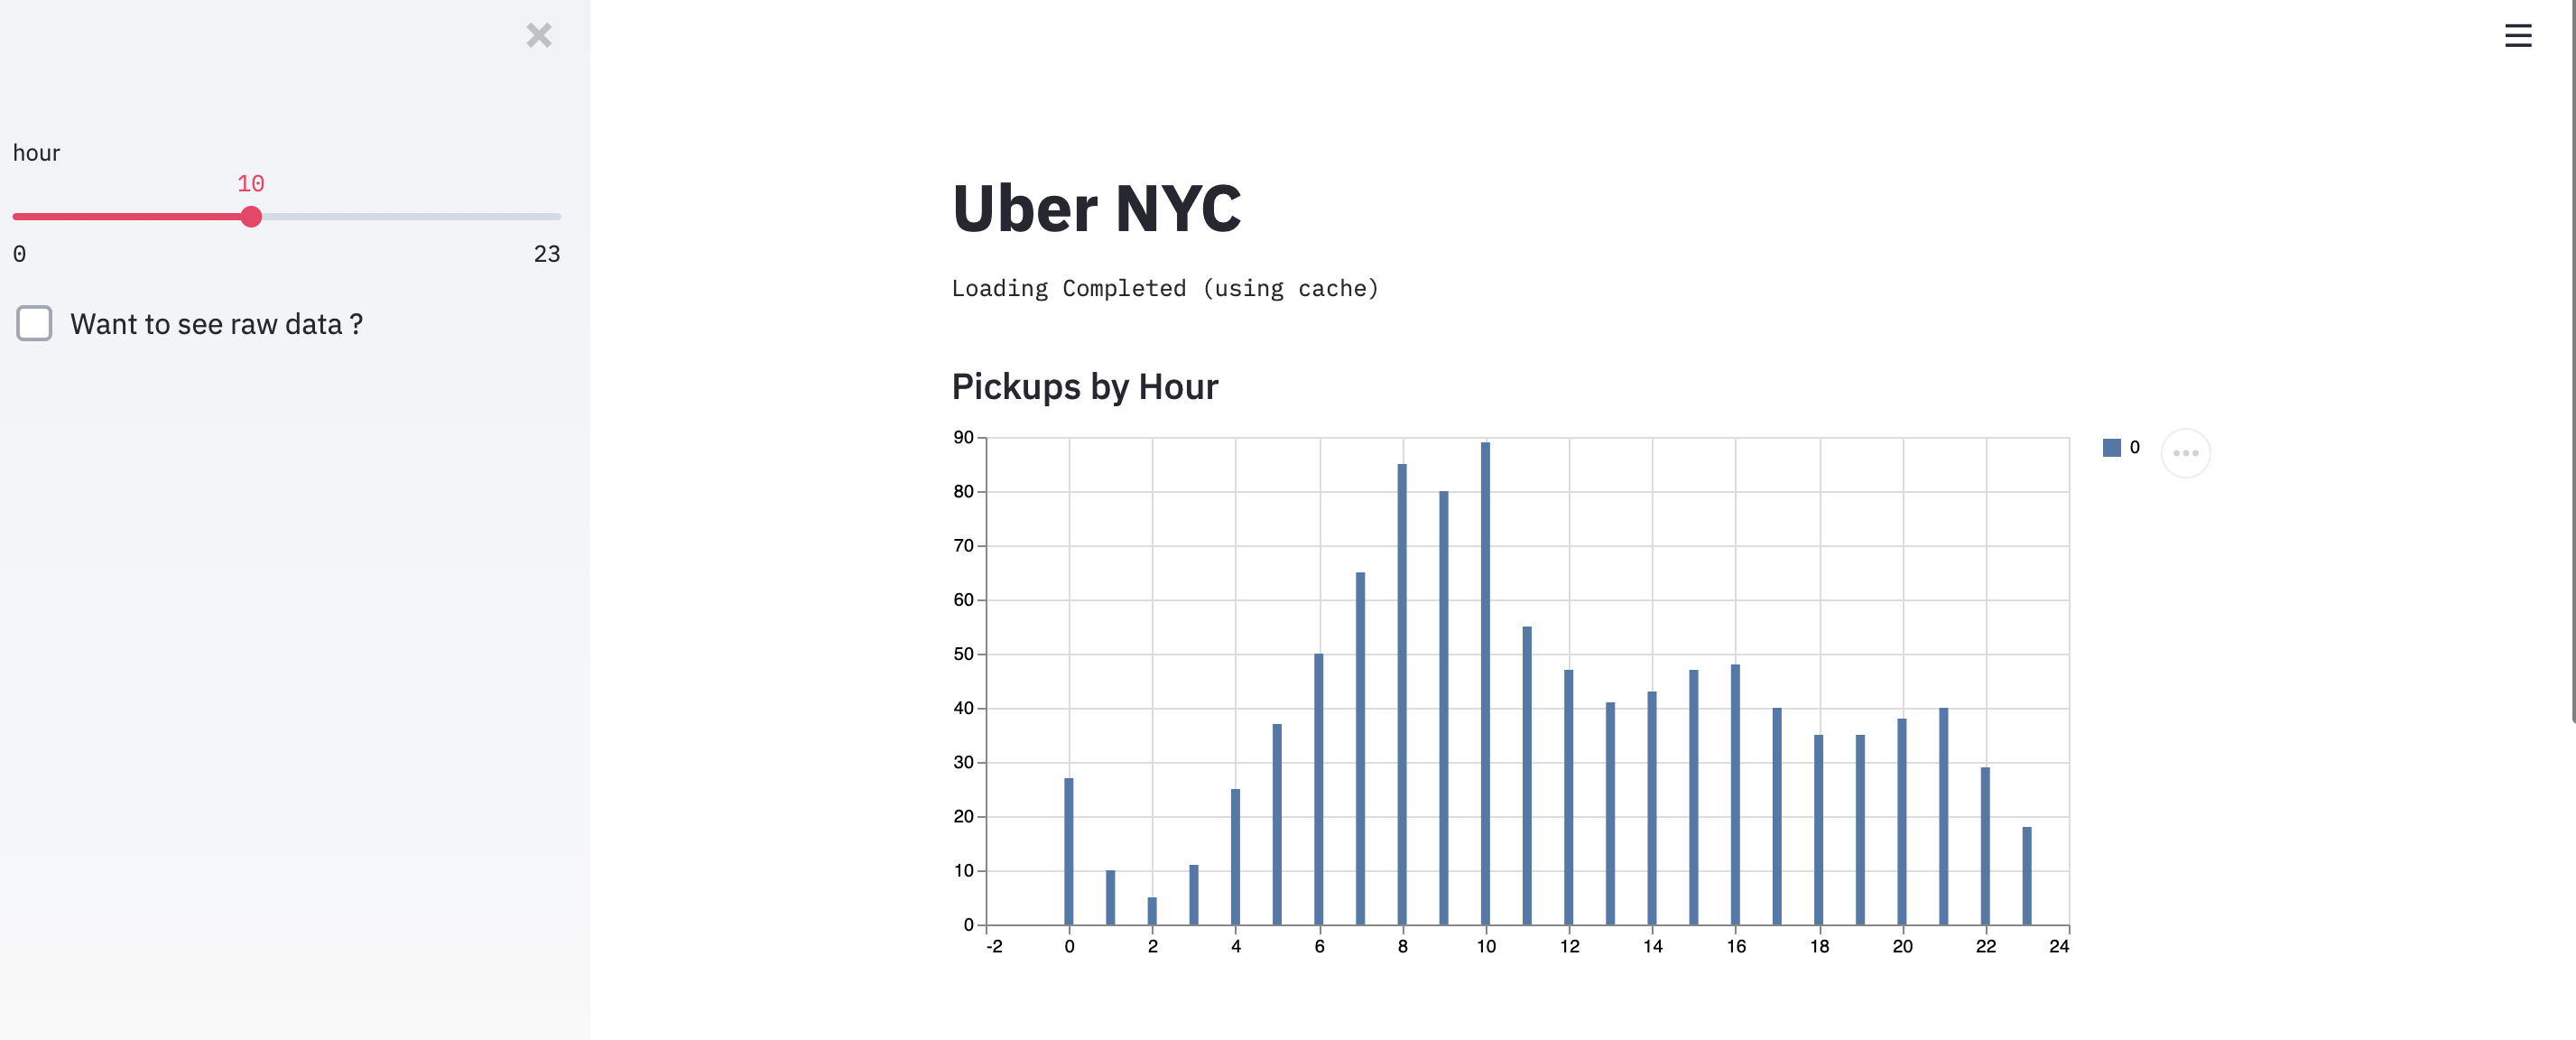 hour
10
0 23
Want to see raw data ?
Uber NYC
Loading Completed (using cache)
Pickups by Hour
90
80
70
60
50
40
30
20
10
0
-2 0 2 4 6 8 10 12 14 16 18 20 22 24
0